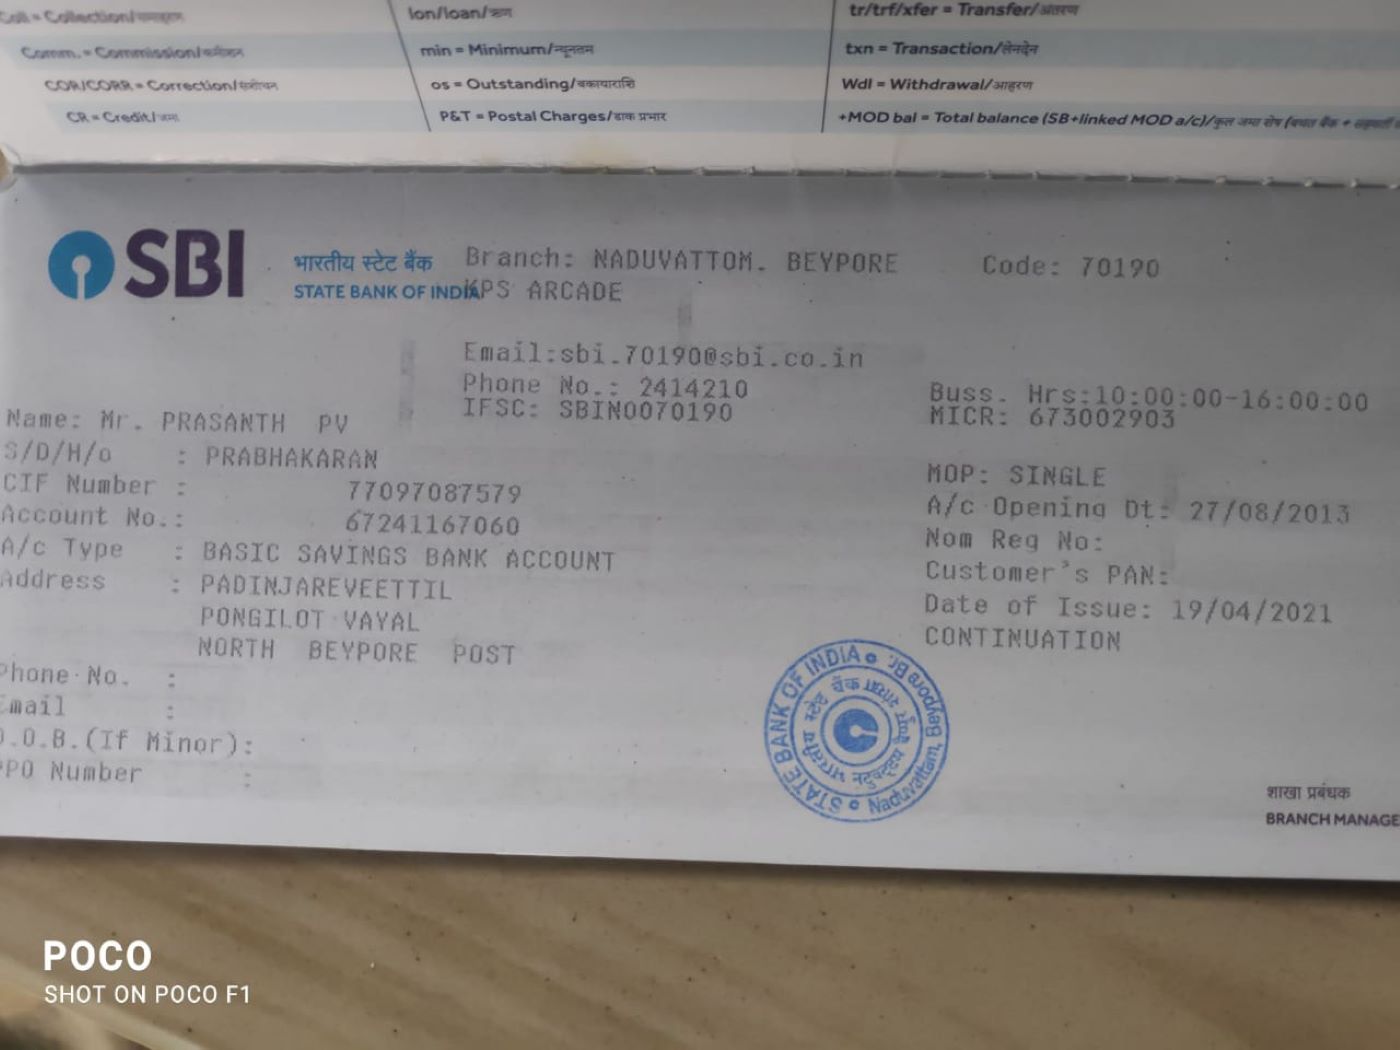 Coll = Collection/समाहरण
Comm. = Commission/कमीशन
COR/CORR = Correction/संशोधन
CR = Credit/जमा
lon/loan/ऋण
min = Minimum/न्यूनतम
os = Outstanding/बकायाराशि
P&T = Postal Charges/डाक प्रभार
tr/trf/xfer = Transfer/अंतरण
txn = Transaction/लेनदेन
Wdl = Withdrawal/आहरण
+MOD bal = Total balance (SB+linked MOD a/c)/कुल जमा शेष (बचत बैंक +
SBI
भारतीय स्टेट बैंक
STATE BANK OF INDIA
Branch: NADUVATTOM. BEYPORE Code: 70190
KPS ARCADE
Email:sbi.70190@sbi.co.in
Phone No.: 2414210 Buss. Hrs:10:00:00-16:00:00
IFSC: SBIN0070190 MICR: 673002903
Name: Mr. PRASANTH PV
S/D/H/o : PRABHAKARAN MOP: SINGLE
CIF Number : 77097087579 A/c Opening Dt: 27/08/2013
Account No.: 67241167060 Nom Reg No:
A/c Type : BASIC SAVINGS BANK ACCOUNT Customer's PAN:
Address : PADINJAREVEETTIL Date of Issue: 19/04/2021
PONGILOT VAYAL CONTINUATION
NORTH BEYPORE POST
Phone No. :
Email :
D.O.B.(If Minor):
PPO Number :
STATE BANK OF INDIA Naduvattam, Beypore Br.
भारतीय स्टेट बैंक शाखा
शाखा प्रबंधक
BRANCH MANAGE
POCO
SHOT ON POCO F1